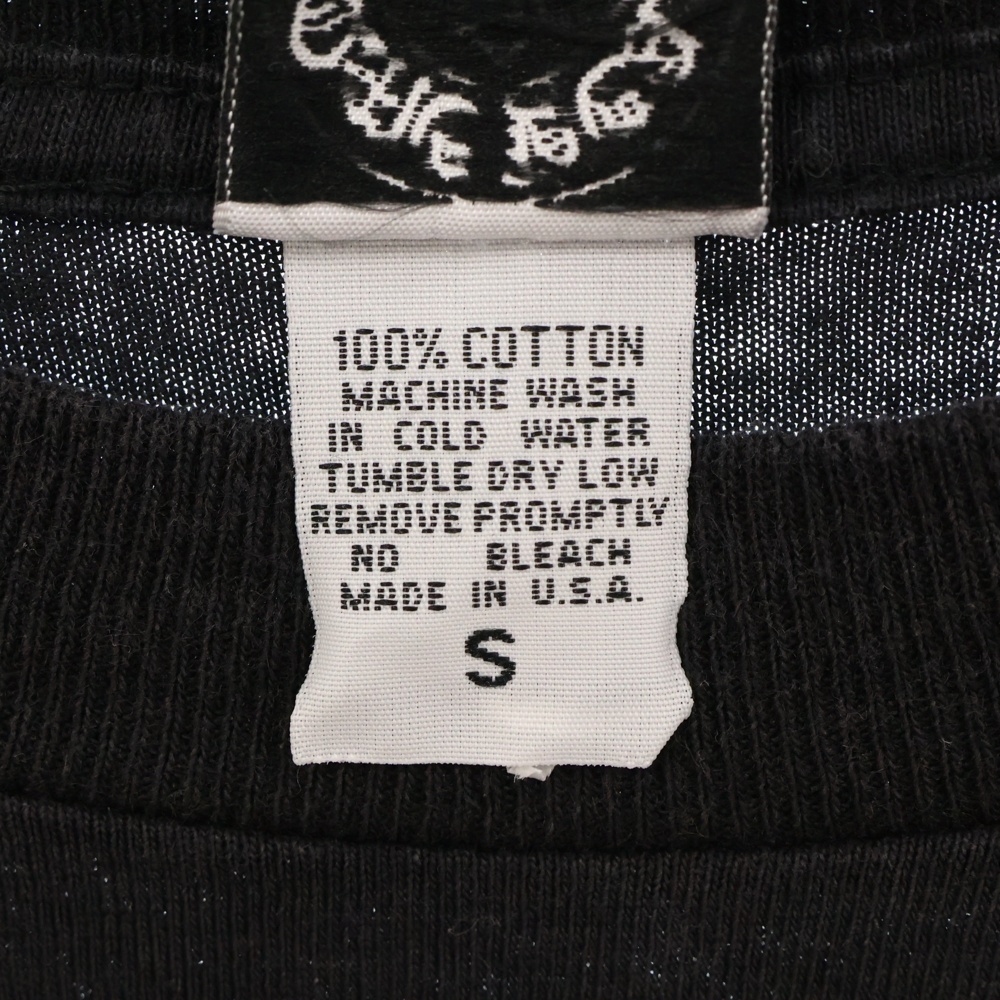 100% COTTON
MACHINE WASH
IN COLD WATER
TUMBLE DRY LOW
REMOVE PROMPTLY
NO BLEACH
MADE IN U.S.A.
S